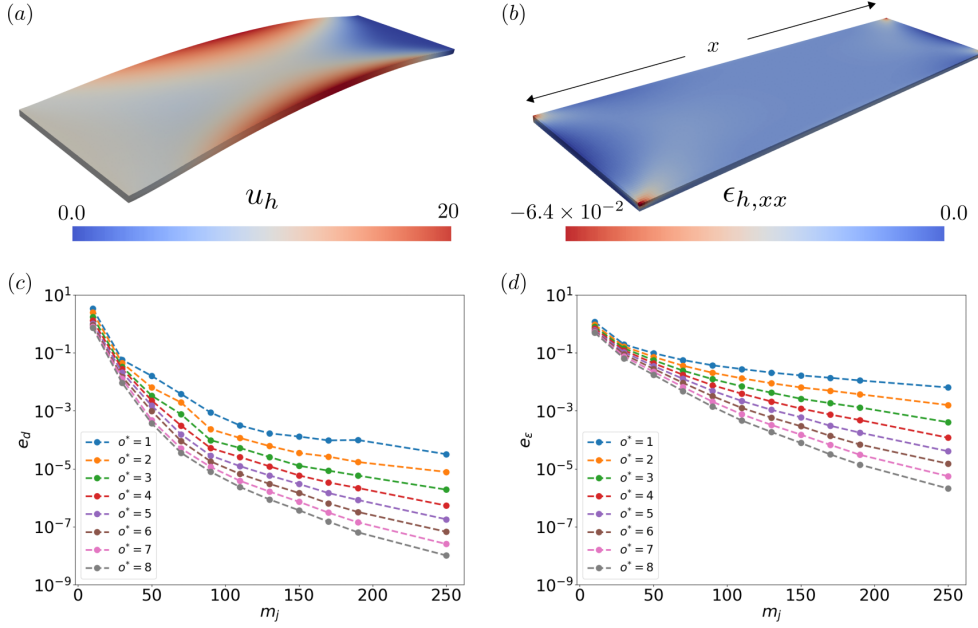 (a)
(b)
x
u_h
0.0
20
ϵ_{h,xx}
−6.4 × 10^{−2}
0.0
(c)
10^1
10^{−1}
10^{−3}
10^{−5}
10^{−7}
10^{−9}
e_d
o* = 1
o* = 2
o* = 3
o* = 4
o* = 5
o* = 6
o* = 7
o* = 8
0 50 100 150 200 250
m_j
(d)
10^1
10^{−1}
10^{−3}
10^{−5}
10^{−7}
10^{−9}
e_ε
o* = 1
o* = 2
o* = 3
o* = 4
o* = 5
o* = 6
o* = 7
o* = 8
0 50 100 150 200 250
m_j